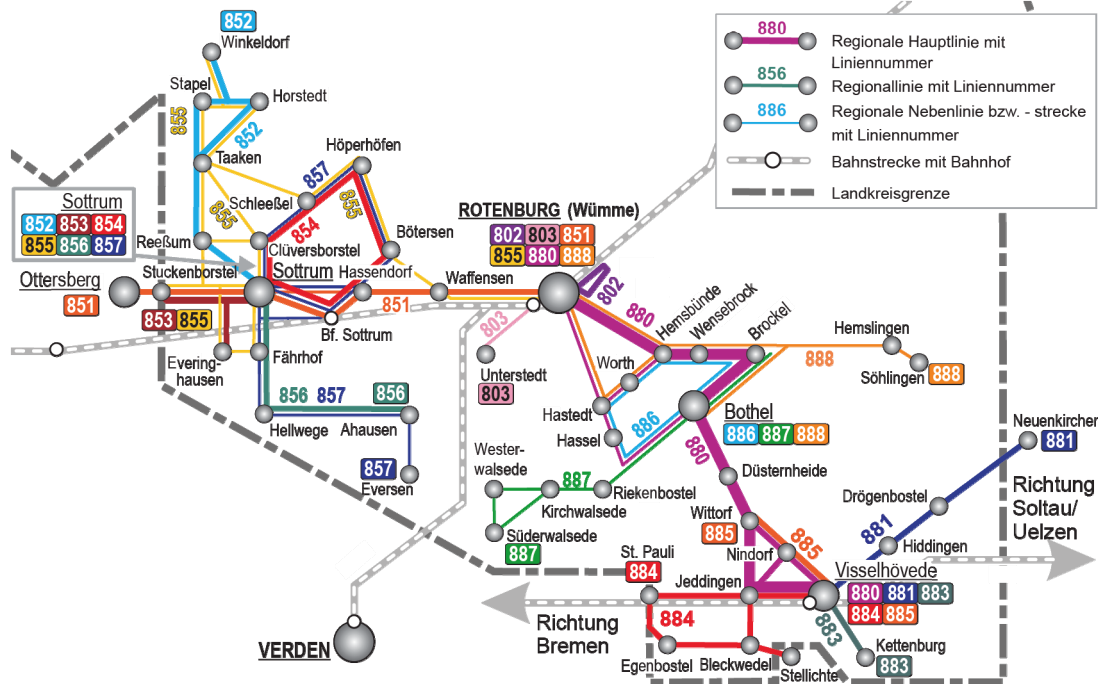 852
Winkeldorf
Stapel
Horstedt
855
852
Taaken
Höperhöfen
857
Schleeßel
855
855
854
Sottrum
852 853 854
855 856 857
Reeßum
Clüversborstel
Bötersen
Stuckenborstel
Sottrum
Hassendorf
Waffensen
Ottersberg
851
851
853 855
Bf. Sottrum
Evering-
hausen
Fährhof
856 857
856
Hellwege
Ahausen
857
Eversen
ROTENBURG (Wümme)
802 803 851
855 880 888
802
803
Unterstedt
803
880
Hemsbünde
Wensebrock
Brockel
Hemslingen
888
Söhlingen
888
Worth
Hastedt
Hassel
886
Bothel
886 887 888
880
Wester-
walsede
887
Kirchwalsede
Riekenbostel
Süderwalsede
887
Düsternheide
Wittorf
885
885
Nindorf
Neuenkirchen
881
Drögenbostel
881
Hiddingen
Richtung
Soltau/
Uelzen
Visselhövede
880 881 883
884 885
St. Pauli
884
Jeddingen
884
883
Kettenburg
883
Egenbostel
Bleckwedel
Stellichte
Richtung
Bremen
VERDEN
880
Regionale Hauptlinie mit
Liniennummer
856
Regionallinie mit Liniennummer
886
Regionale Nebenlinie bzw. - strecke
mit Liniennummer
Bahnstrecke mit Bahnhof
Landkreisgrenze